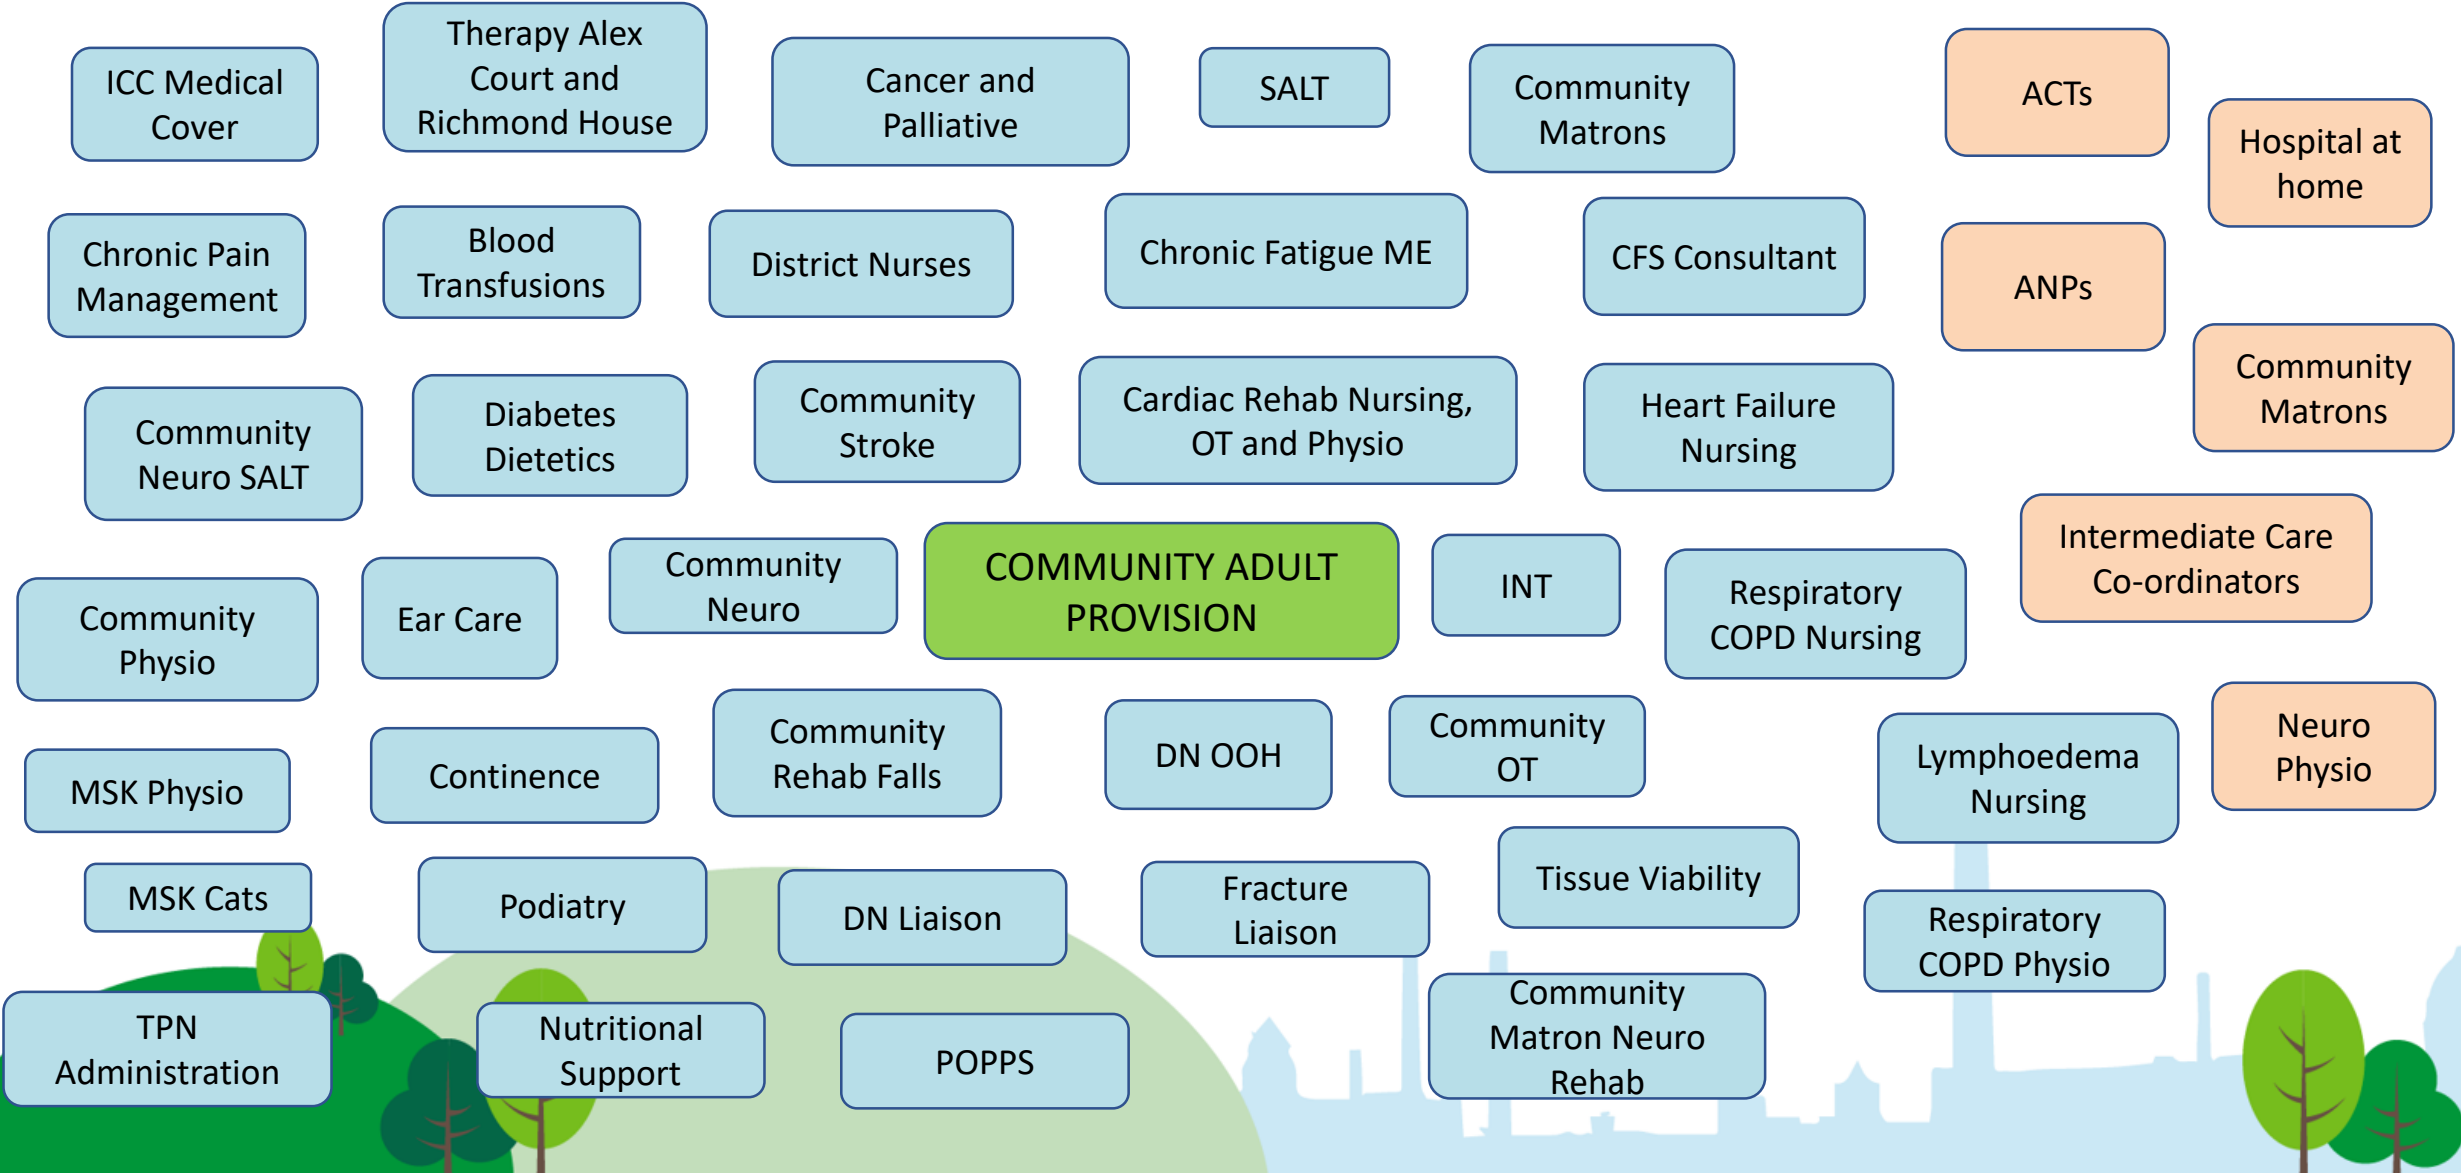 ICC Medical
Cover
Therapy Alex
Court and
Richmond House
Cancer and
Palliative
SALT
Community
Matrons
ACTs
Hospital at
home
Chronic Pain
Management
Blood
Transfusions
District Nurses
Chronic Fatigue ME
CFS Consultant
ANPs
Community
Matrons
Community
Neuro SALT
Diabetes
Dietetics
Community
Stroke
Cardiac Rehab Nursing,
OT and Physio
Heart Failure
Nursing
Intermediate Care
Co-ordinators
Community
Physio
Ear Care
Community
Neuro
COMMUNITY ADULT
PROVISION
INT
Respiratory
COPD Nursing
Neuro
Physio
MSK Physio
Continence
Community
Rehab Falls
DN OOH
Community
OT
Lymphoedema
Nursing
MSK Cats
Podiatry
DN Liaison
Fracture
Liaison
Tissue Viability
Respiratory
COPD Physio
TPN
Administration
Nutritional
Support
POPPS
Community
Matron Neuro
Rehab